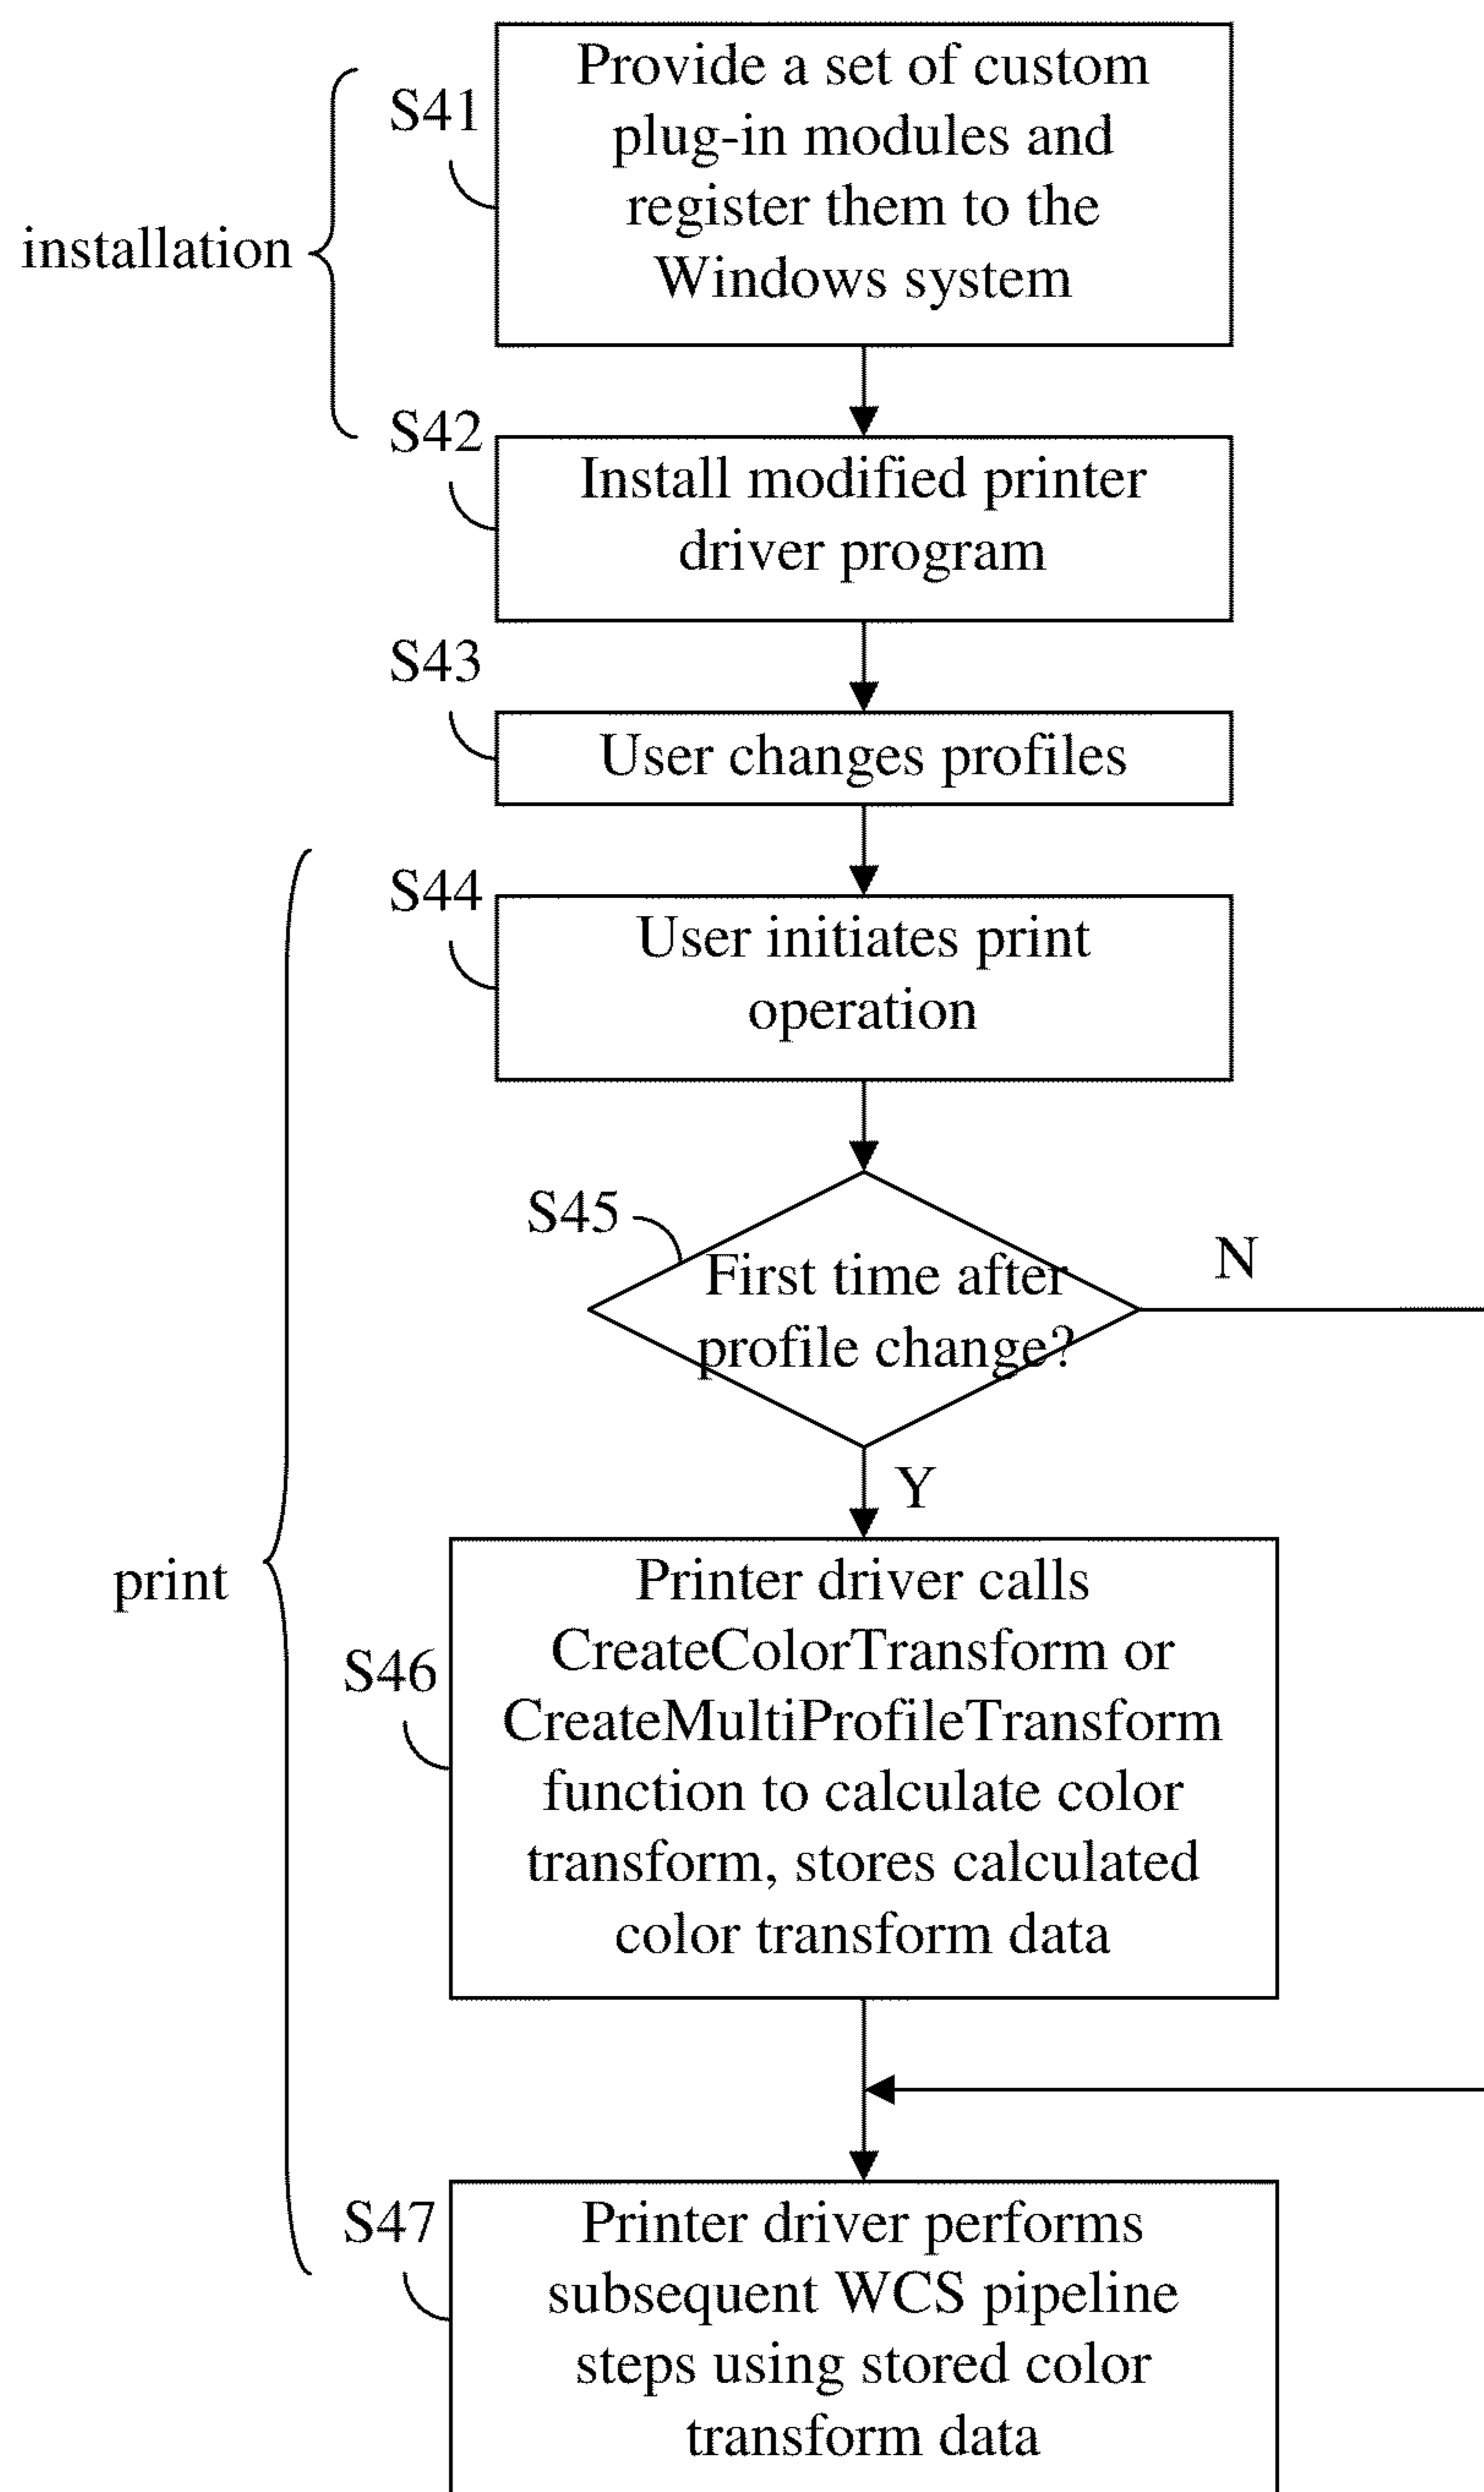 S41
Provide a set of custom
plug-in modules and
register them to the
Windows system
installation
S42
Install modified printer
driver program
S43
User changes profiles
S44
User initiates print
operation
S45
First time after
profile change?
N
Y
print
S46
Printer driver calls
CreateColorTransform or
CreateMultiProfileTransform
function to calculate color
transform, stores calculated
color transform data
S47
Printer driver performs
subsequent WCS pipeline
steps using stored color
transform data